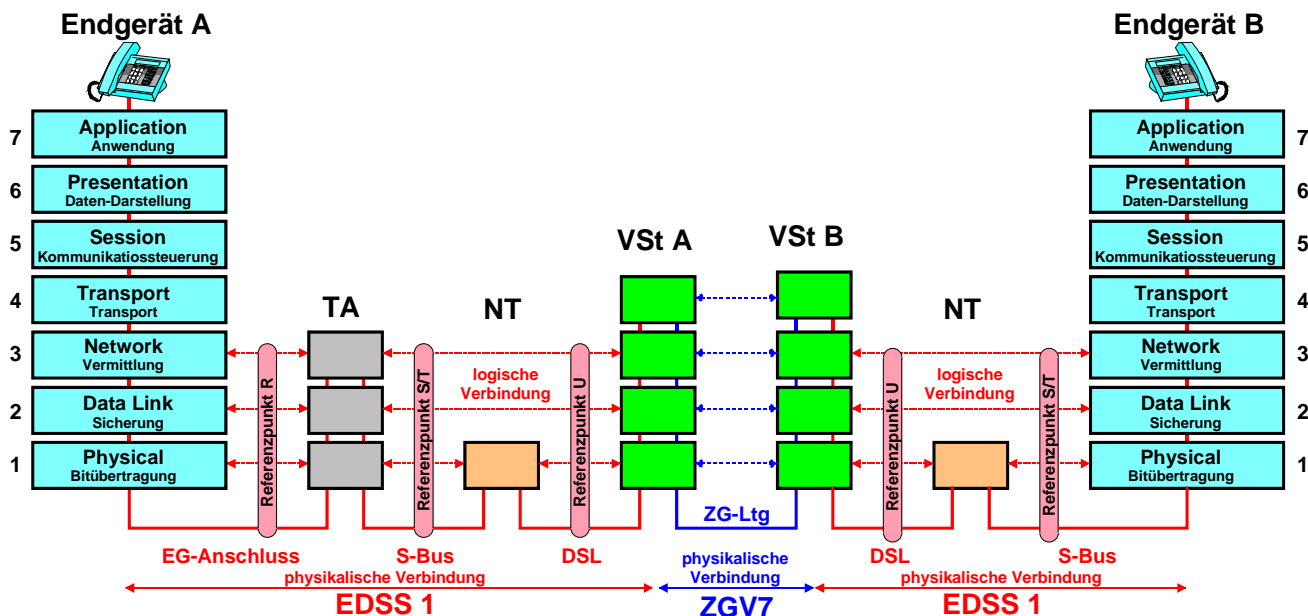 Endgerät A
Endgerät B
7
Application
Anwendung
Application
Anwendung
7
6
Presentation
Daten-Darstellung
Presentation
Daten-Darstellung
6
5
Session
Kommunikatiossteuerung
VSt A
VSt B
Session
Kommunikatiossteuerung
5
4
Transport
Transport
TA
NT
NT
Transport
Transport
4
3
Network
Vermittlung
Network
Vermittlung
3
logische
Verbindung
logische
Verbindung
2
Data Link
Sicherung
Data Link
Sicherung
2
1
Physical
Bitübertragung
Physical
Bitübertragung
1
Referenzpunkt R
Referenzpunkt S/T
Referenzpunkt U
Referenzpunkt U
Referenzpunkt S/T
ZG-Ltg
EG-Anschluss
S-Bus
DSL
DSL
S-Bus
physikalische Verbindung
EDSS 1
physikalische
Verbindung
ZGV7
physikalische Verbindung
EDSS 1